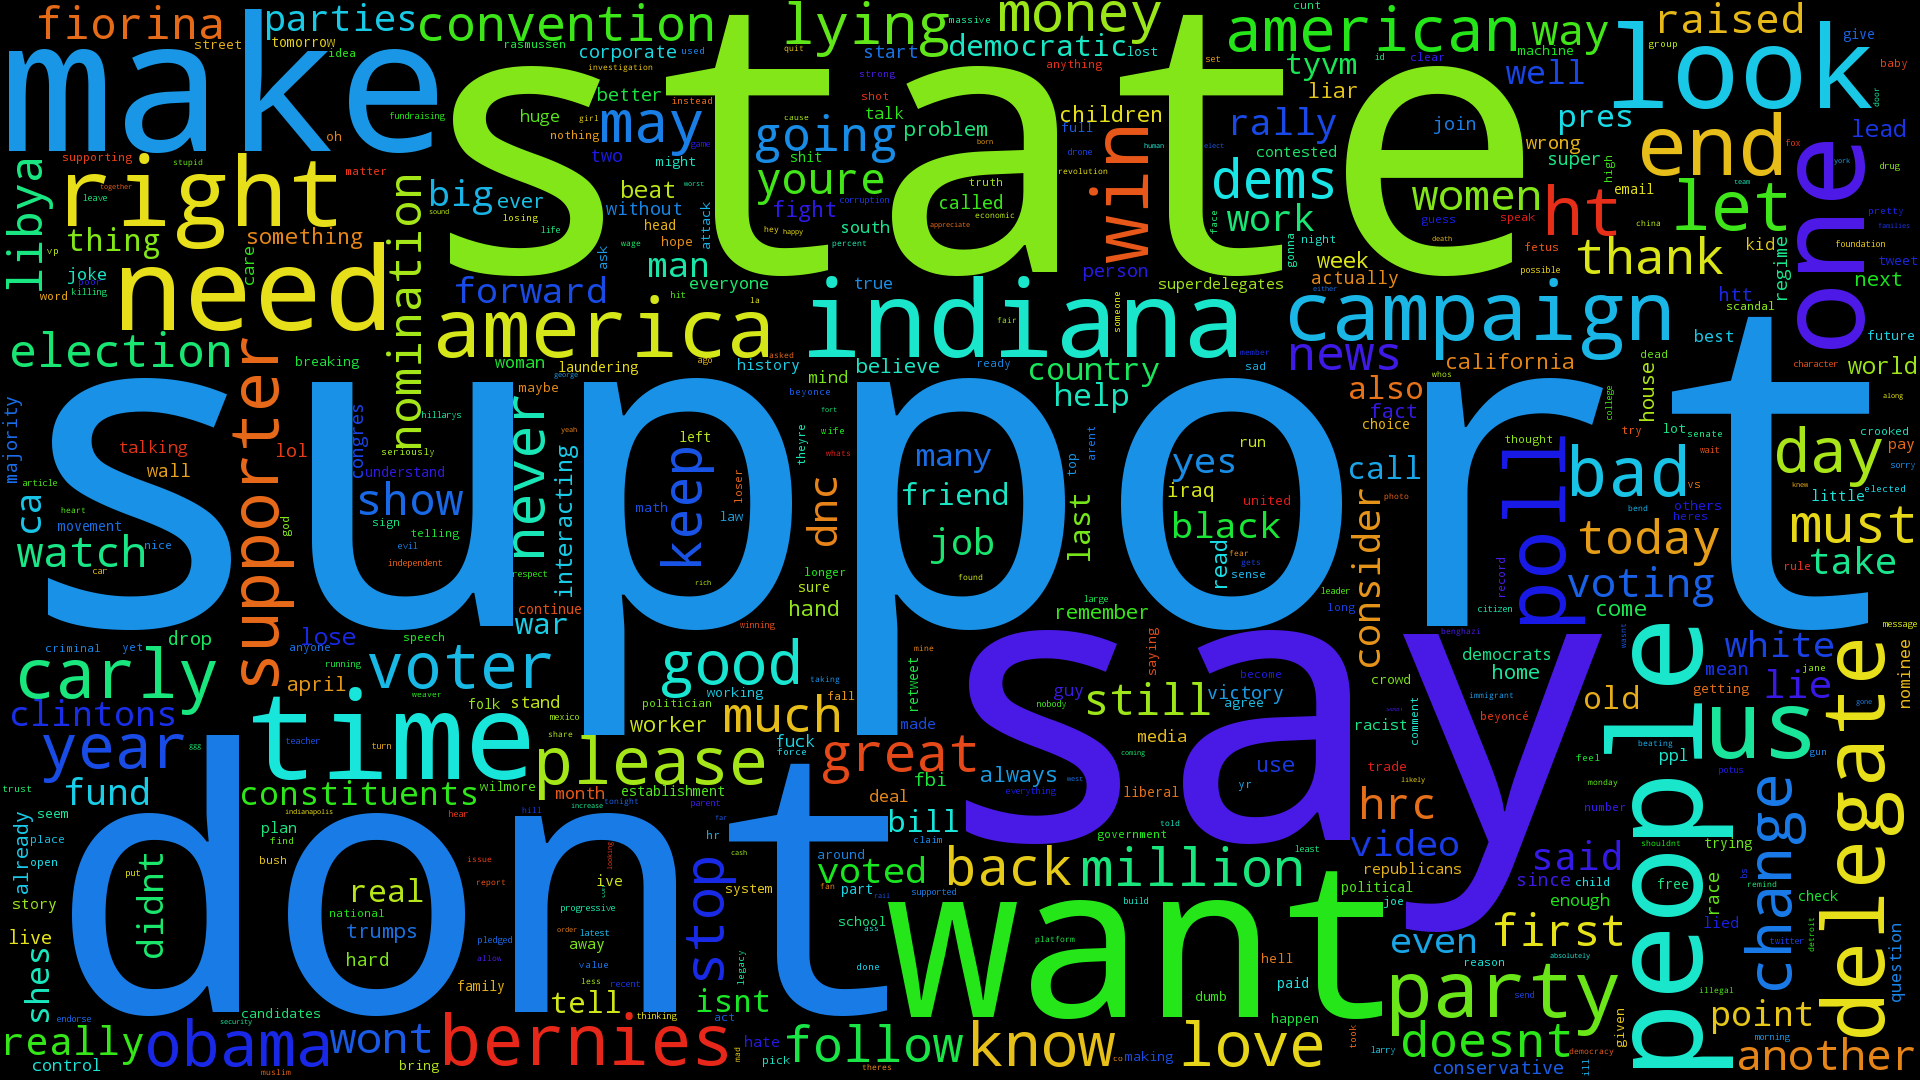 fiorina
parties
convention
lying
money
american
way
raised
make
state
look
street
tomorrow
idea
rasmussen
corporate
used
start
massive
democratic
lost
cunt
machine
group
give
tyvm
liar
well
pres
lead
baby
door
investigation
quit
strong
anything
set
id
clear
oh
fundraising
better
huge
instead
nothing
girl
may
going
shot
talk
problem
children
rally
join
contested
wrong
super
end
fox
libya
supporting
stupid
right
matter
two
might
game
cause
shit
youre
born
full
drone
human
elect
win
dems
high
york
drug
together
leave
big
ever
losing
sound
life
beat
without
head
worst
fight
corruption
called
truth
economic
revolution
women
ht
let
team
one
pretty
families
thing
something
nomination
attack
hey
happy
south
percent
appreciate
work
face
guess
speak
death
fetus
china
thank
kid
regime
foundation
tweet
next
vp
joke
poor
word
killing
need
care
forward
wage
ask
hope
man
everyone
true
person
superdelegates
gonna
night
week
actually
possible
htt
scandal
best
future
election
supporter
breaking
america
hit
la
indiana
fair
someone
either
campaign
california
news
woman
laundering
ago
asked
history
mind
believe
ready
country
help
member
sad
also
fact
choice
whos
house
dead
character
world
along
george
maybe
beyonce
support
majority
talking
wall
lol
congres
hillarys
seriously
understand
show
sign
telling
evil
independent
never
yeah
interacting
keep
left
math
law
loser
rich
theyre
whats
fort
wife
dnc
many
friend
job
found
last
top
arent
yes
iraq
black
run
united
read
sense
fear
gets
call
consider
photo
poll
thought
record
college
try
lot
senate
wait
bad
bend
others
heres
vs
crooked
pay
day
sorry
knew
little
elected
must
today
take
rule
voting
come
citizen
article
heart
ca
movement
watch
nice
car
god
respect
continue
war
longer
sure
hand
winning
large
remember
leader
long
message
criminal
yet
drop
anyone
lose
speech
running
carly
april
voter
weaver
folk
stand
good
working
politician
worker
mexico
share
much
taking
fall
mine
made
retweet
say
saying
guy
nobody
still
become
victory
agree
benghazi
crowd
racist
comment
democrats
home
immigrant
beyoncé
wasnt
people
white
mean
getting
jane
lie
nominee
gone
old
us
delegate
clintons
year
ggg
teacher
time
turn
please
fuck
force
great
always
coming
media
west
everything
use
yr
liberal
trade
likely
hrc
feel
monday
ppl
beating
petus
gun
number
trust
fund
constituents
wilmore
month
establishment
increase
tonight
parent
fbi
deal
bill
government
told
claim
least
video
absolutely
change
seem
already
place
open
plan
find
bush
indianapolis
hear
hill
dont
stop
hr
far
cash
around
voted
back
million
republicans
political
joe
said
since
child
enough
shouldnt
trying
bs
remind
free
race
check
story
put
didnt
real
national
trumps
hard
issue
report
looking
ive
progressive
order
latest
away
pledged
value
less
allow
recent
system
legacy
fan
part
supported
school
ass
rail
build
platform
want
done
even
first
reason
party
lied
twitter
detroit
question
live
shes
family
tell
thinking
isnt
act
dumb
hell
paid
happen
send
illegal
point
endorse
really
control
obama
security
muslim
candidates
wont
bring
bernies
mad
hate
pick
follow
theres
know
co
making
love
took
larry
doesnt
conservative
ill
given
democracy
morning
another